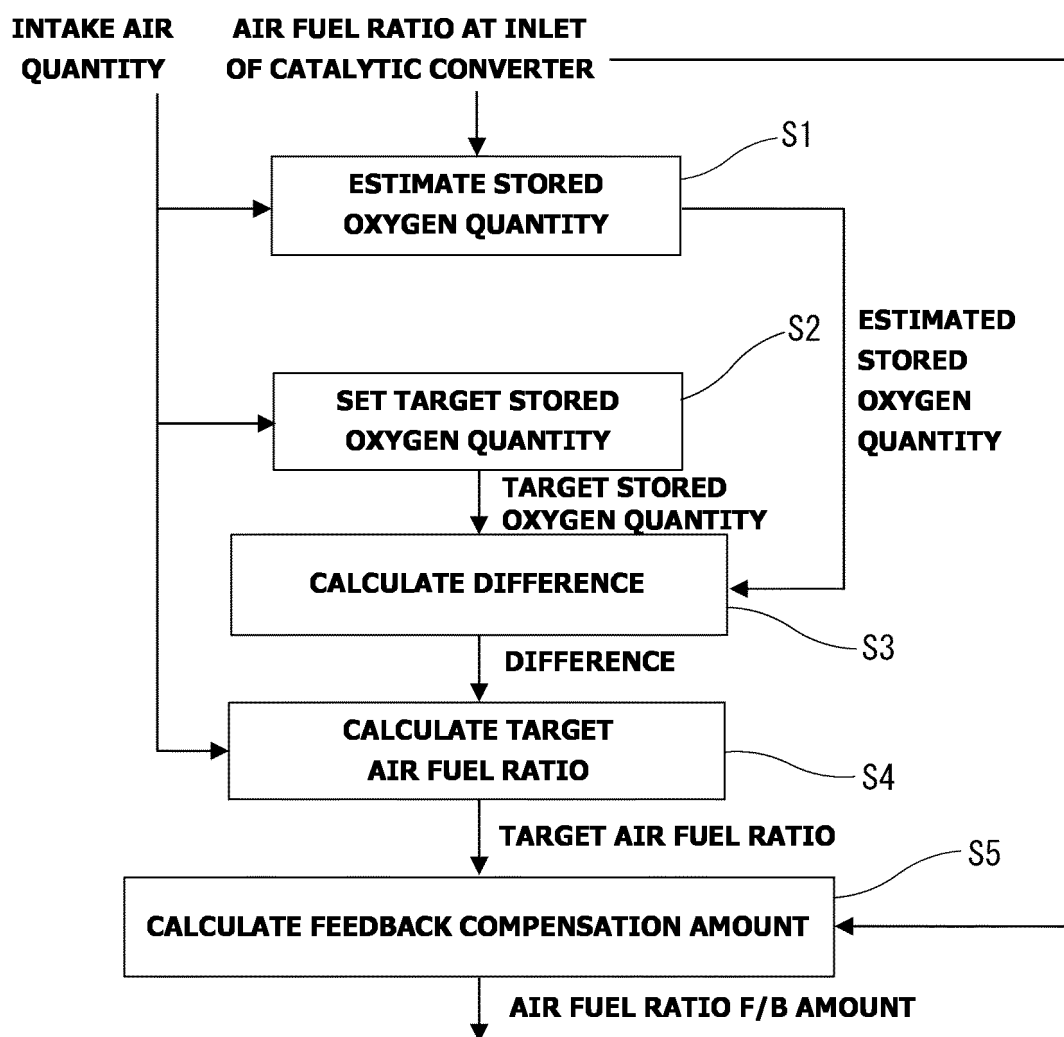 INTAKE AIR
QUANTITY
AIR FUEL RATIO AT INLET
OF CATALYTIC CONVERTER
S1
ESTIMATE STORED
OXYGEN QUANTITY
ESTIMATED
STORED
OXYGEN
QUANTITY
S2
SET TARGET STORED
OXYGEN QUANTITY
TARGET STORED
OXYGEN QUANTITY
CALCULATE DIFFERENCE
S3
DIFFERENCE
CALCULATE TARGET
AIR FUEL RATIO
S4
TARGET AIR FUEL RATIO
S5
CALCULATE FEEDBACK COMPENSATION AMOUNT
AIR FUEL RATIO F/B AMOUNT